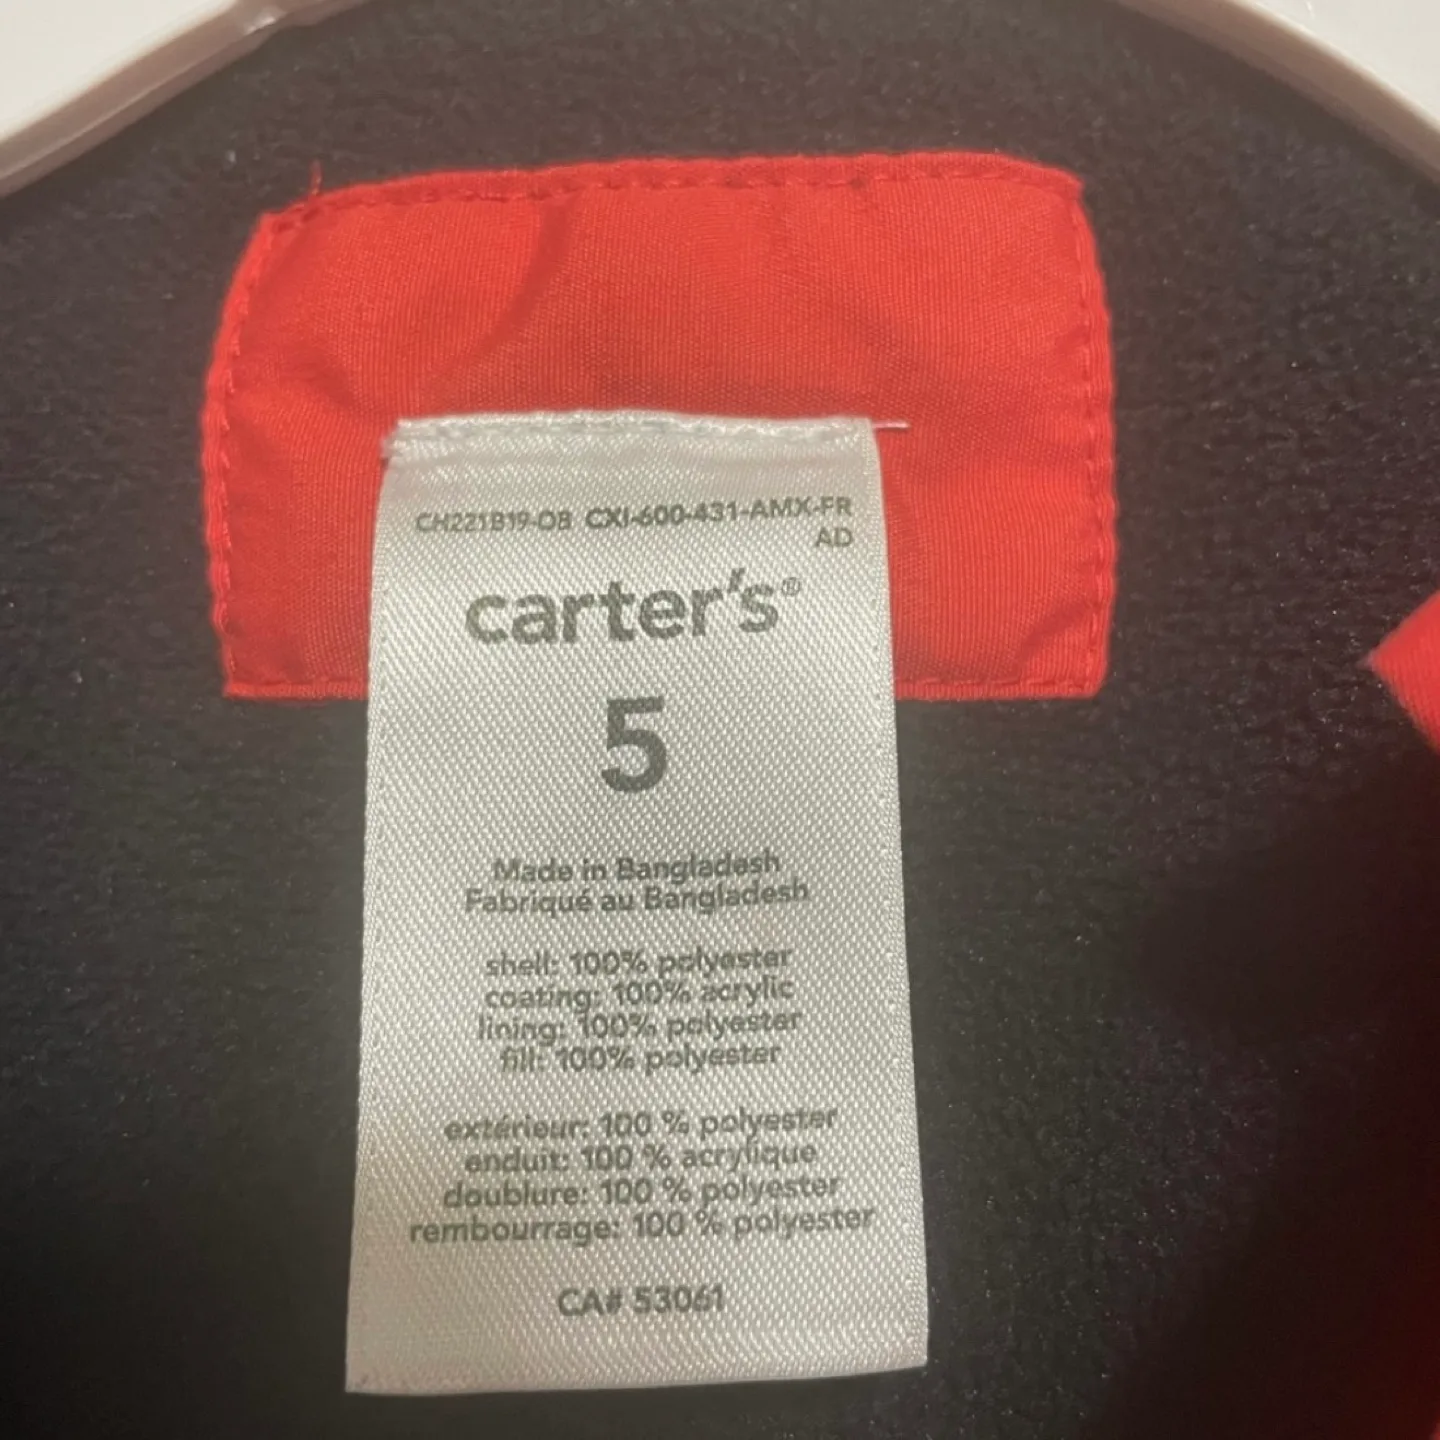 CH221B19-OB CXI-600-431-AMX-FR
AD
carter's®
5
Made in Bangladesh
Fabriqué au Bangladesh
shell: 100% polyester
coating: 100% acrylic
lining: 100% polyester
fill: 100% polyester
extérieur: 100 % polyester
enduit: 100 % acrylique
doublure: 100 % polyester
rembourrage: 100 % polyester
CA# 53061